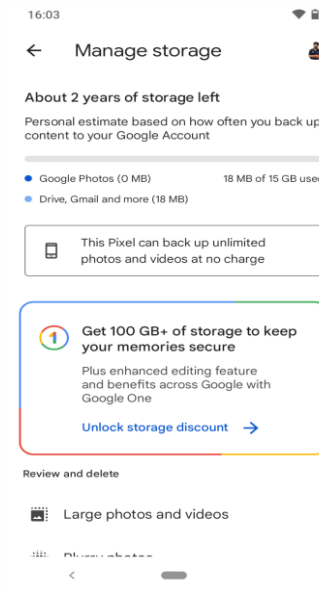 16:03
Manage storage
About 2 years of storage left
Personal estimate based on how often you back up
content to your Google Account
Google Photos (0 MB)
18 MB of 15 GB used
Drive, Gmail and more (18 MB)
This Pixel can back up unlimited
photos and videos at no charge
1
Get 100 GB+ of storage to keep
your memories secure
Plus enhanced editing feature
and benefits across Google with
Google One
Unlock storage discount
Review and delete
Large photos and videos
Blurry photos